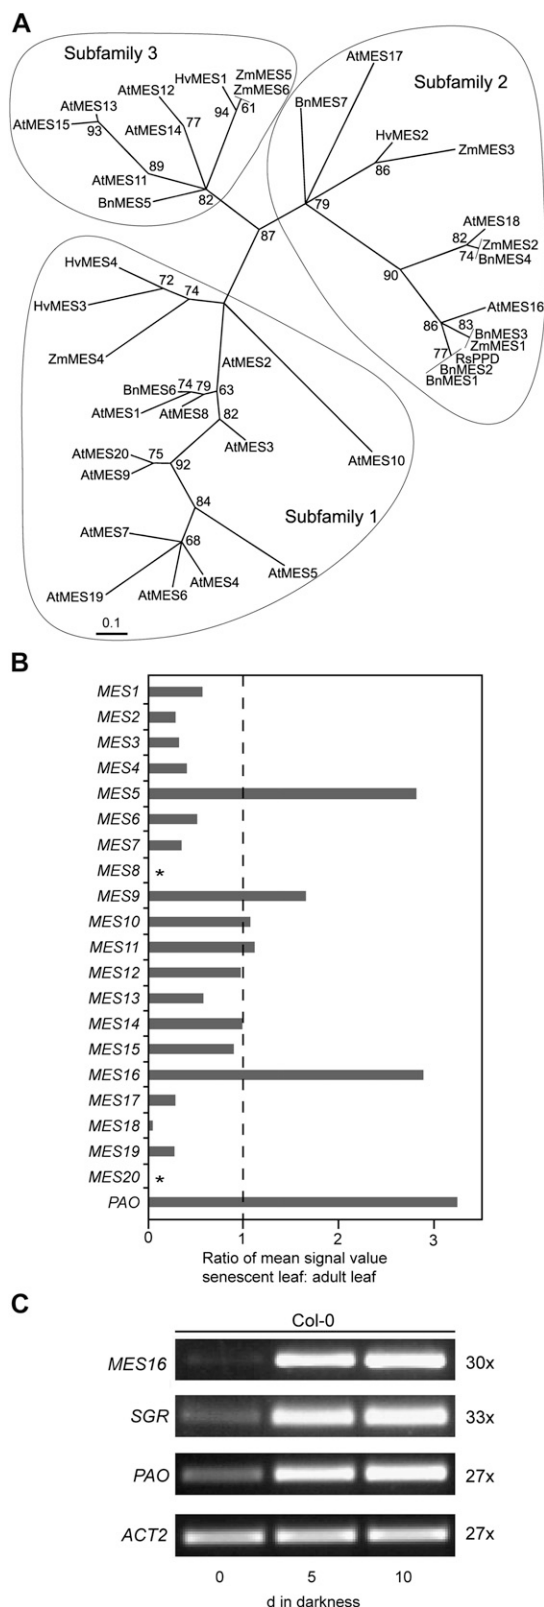 A
Subfamily 3
AtMES17
Subfamily 2
HvMES1
ZmMES5
ZmMES6
AtMES12
BnMES7
AtMES13
94
61
HvMES2
77
AtMES15
93
AtMES14
ZmMES3
86
89
AtMES11
82
BnMES5
79
AtMES18
87
82
ZmMES2
74
BnMES4
90
HvMES4
72
74
AtMES16
HvMES3
86
83
BnMES3
ZmMES1
77
RsPPD
BnMES2
BnMES1
ZmMES4
AtMES2
BnMES6
74
79
63
AtMES1
AtMES8
82
AtMES3
AtMES20
75
AtMES10
AtMES9
92
84
Subfamily 1
AtMES7
68
AtMES5
AtMES4
AtMES19
AtMES6
0.1
B
MES1
MES2
MES3
MES4
MES5
MES6
MES7
MES8 *
MES9
MES10
MES11
MES12
MES13
MES14
MES15
MES16
MES17
MES18
MES19
MES20 *
PAO
0 1 2 3
Ratio of mean signal value
senescent leaf: adult leaf
C
Col-0
MES16 30x
SGR 33x
PAO 27x
ACT2 27x
0 5 10
d in darkness